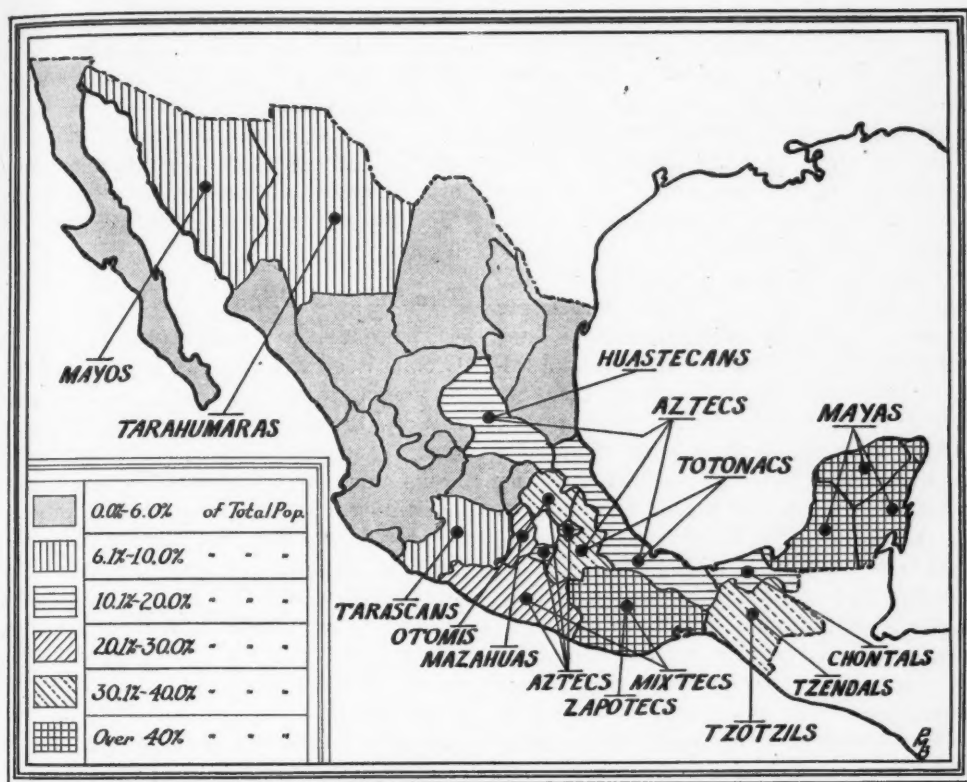 HUASTECANS
AZTECS
MAYAS
MAYOS
TARAHUMARAS
TOTONACS
0.0%-6.0% of Total Pop.
6.1%-10.0% " " "
10.1%-20.0% " " "
20.1%-30.0% " " "
30.1%-40.0% " " "
Over 40% " " "
TARASCANS
OTOMIS
MAZAHUAS
AZTECS
MIXTECS
ZAPOTECS
CHONTALS
TZENDALS
TZOTZILS